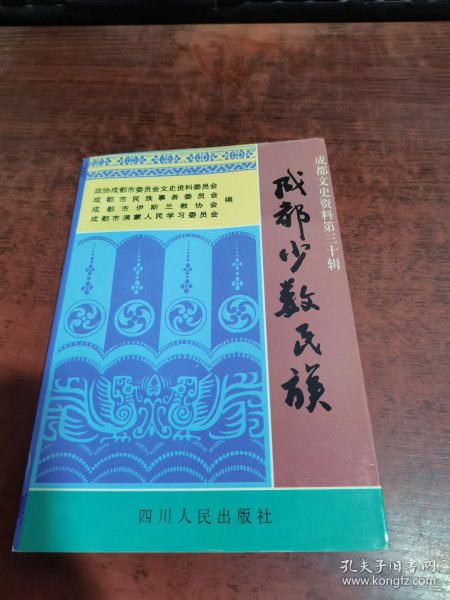 成都文史资料第三十辑
成都少数民族
政协成都市委员会文史资料委员会
成都市民族事务委员会
成都市伊斯兰教协会
成都市满蒙人民学习委员会
编
四川人民出版社
孔夫子旧书网
www.kongfz.com